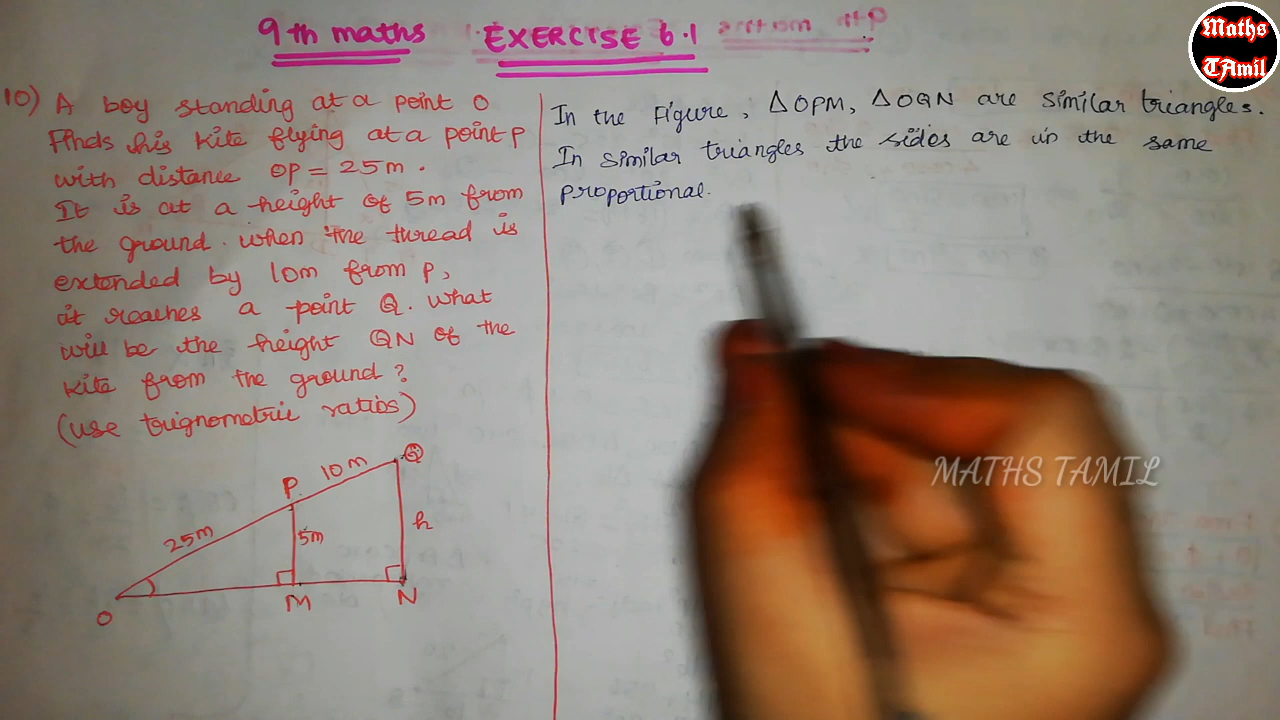 9th maths EXERCISE 6.1
Maths
TAmil
10) A boy standing at a point O
Finds his kite flying at a point P
with distance OP = 25m.
It is at a height of 5m from
the ground. when the thread is
extended by 10m from P,
it reaches a point Q. What
will be the height QN of the
kite from the ground?
(use trignometric ratios)
In the Figure, ΔOPM, ΔOQN are similar triangles.
In similar triangles the sides are in the same
proportional.
MATHS TAMIL
10m
Q
P
25m
5m
h
O
M
N